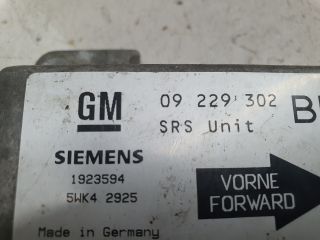 GM 09 229 302
SRS Unit
SIEMENS
1923594
5WK4 2925
VORNE
FORWARD
Made in Germany